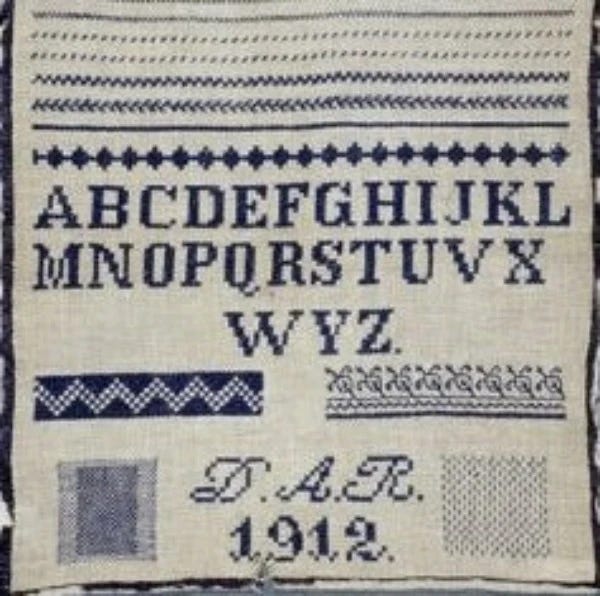 ABCDEFGHIJKL
MNOPQRSTUVX
WYZ.
D.A.R.
1912.